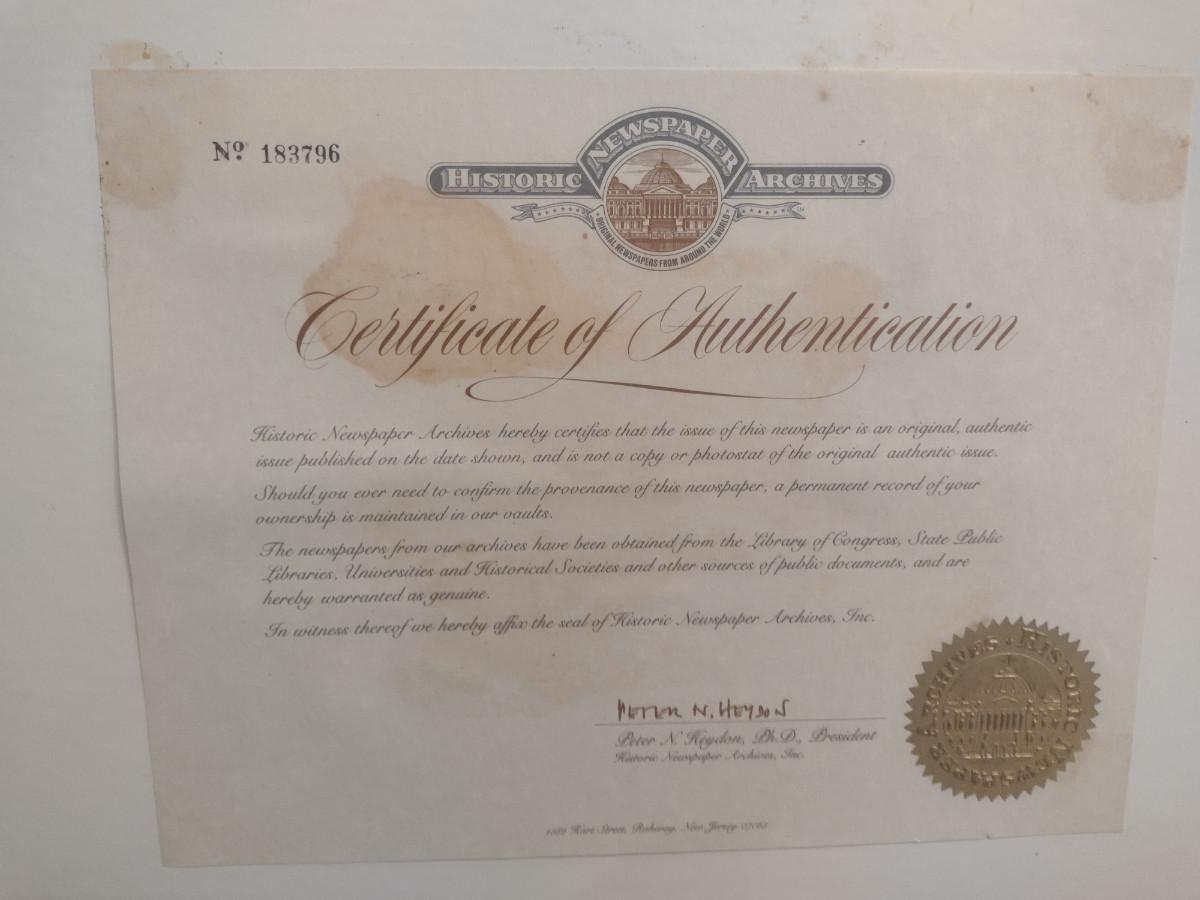 Nº 183796
HISTORIC NEWSPAPER ARCHIVES
ORIGINAL NEWSPAPERS FROM AROUND THE WORLD
Certificate of Authentication
Historic Newspaper Archives hereby certifies that the issue of this newspaper is an original, authentic
issue published on the date shown, and is not a copy or photostat of the original authentic issue.
Should you ever need to confirm the provenance of this newspaper, a permanent record of your
ownership is maintained in our vaults.
The newspapers from our archives have been obtained from the Library of Congress, State Public
Libraries, Universities and Historical Societies and other sources of public documents, and are
hereby warranted as genuine.
In witness thereof we hereby affix the seal of Historic Newspaper Archives, Inc.
PETER N. HEYDON
Peter N. Heydon, Ph.D., President
Historic Newspaper Archives, Inc.
HISTORIC NEWSPAPER ARCHIVES
Hart Street, Rahway, New Jersey